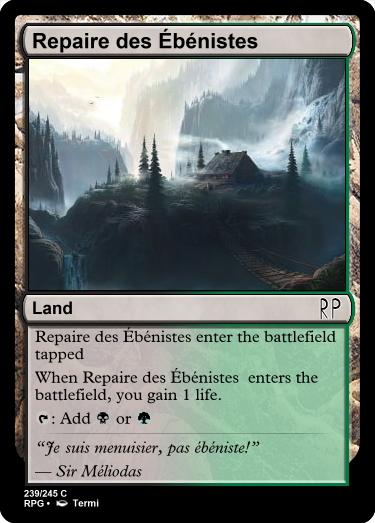 Repaire des Ébénistes
Land
RP
Repaire des Ébénistes enter the battlefield
tapped
When Repaire des Ébénistes  enters the
battlefield, you gain 1 life.
: Add or
“Je suis menuisier, pas ébéniste!”
— Sir Méliodas
239/245 C
RPG • Termi